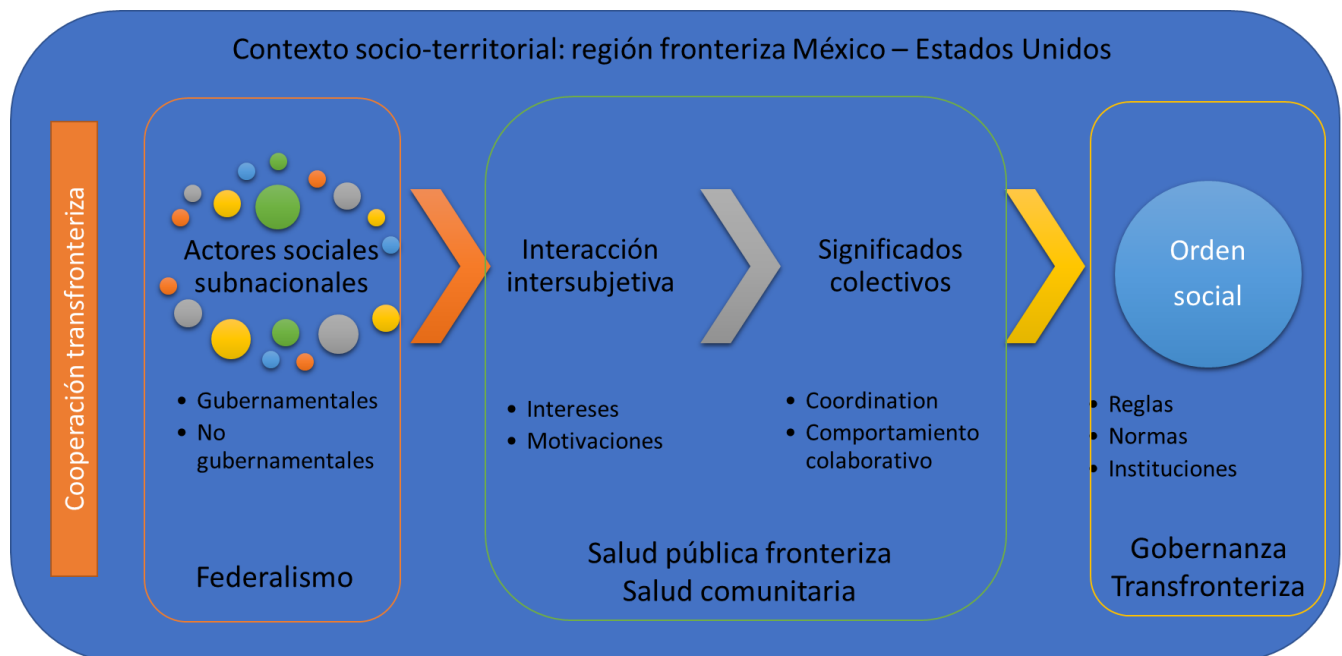 Contexto socio-territorial: región fronteriza México – Estados Unidos
Cooperación transfronteriza
Actores sociales
subnacionales
• Gubernamentales
• No
gubernamentales
Federalismo
Interacción
intersubjetiva
• Intereses
• Motivaciones
Significados
colectivos
• Coordination
• Comportamiento
colaborativo
Salud pública fronteriza
Salud comunitaria
Orden
social
• Reglas
• Normas
• Instituciones
Gobernanza
Transfronteriza